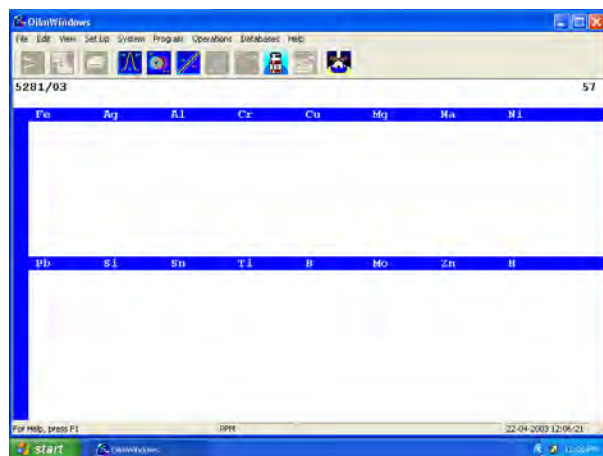 OilmWindows
File Edit View Set Up System Program Operations Databases Help
5281/03 57
Fe Ag Al Cr Cu Mg Na Ni
Pb Si Sn Ti B Mo Zn H
For Help, press F1 PPM 22-04-2003 12:06:21
start OilmWindows